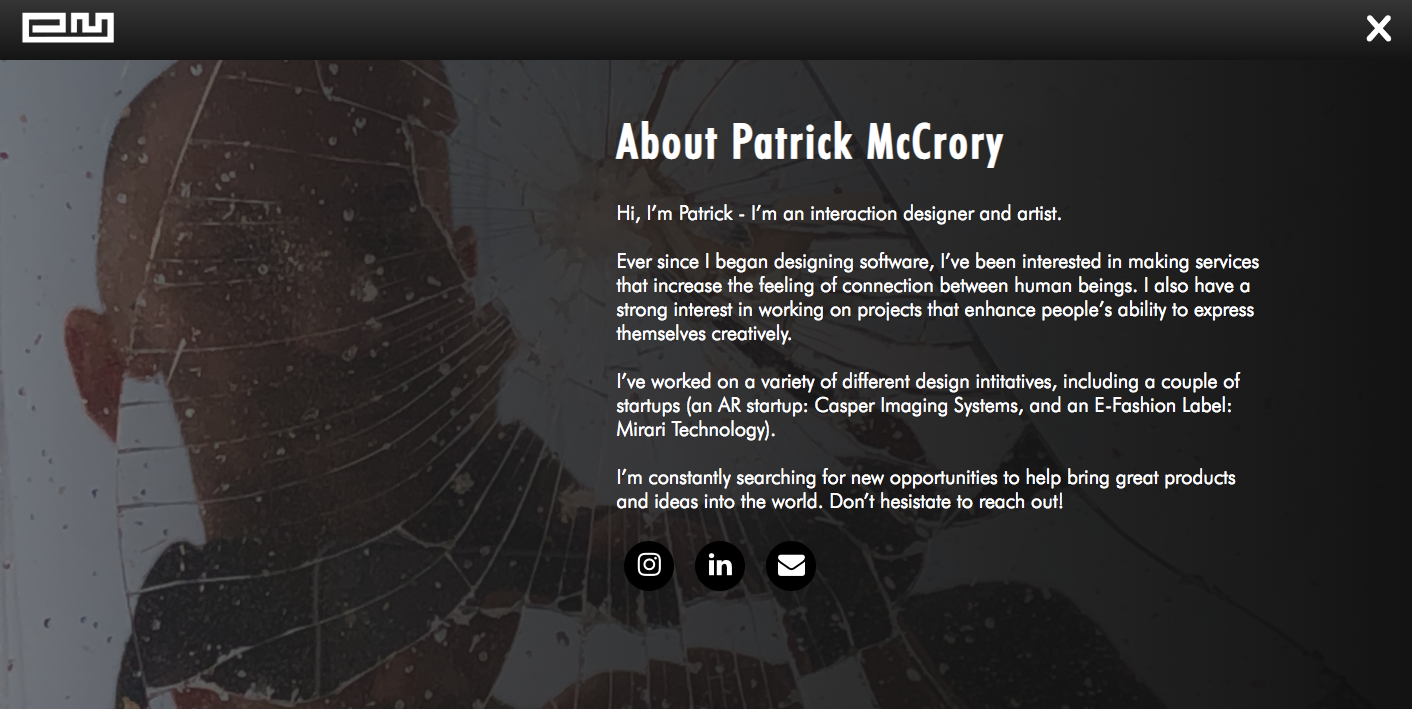 About Patrick McCrory
Hi, I’m Patrick - I’m an interaction designer and artist.
Ever since I began designing software, I’ve been interested in making services
that increase the feeling of connection between human beings. I also have a
strong interest in working on projects that enhance people’s ability to express
themselves creatively.
I’ve worked on a variety of different design intitatives, including a couple of
startups (an AR startup: Casper Imaging Systems, and an E-Fashion Label:
Mirari Technology).
I’m constantly searching for new opportunities to help bring great products
and ideas into the world. Don’t hesistate to reach out!
in